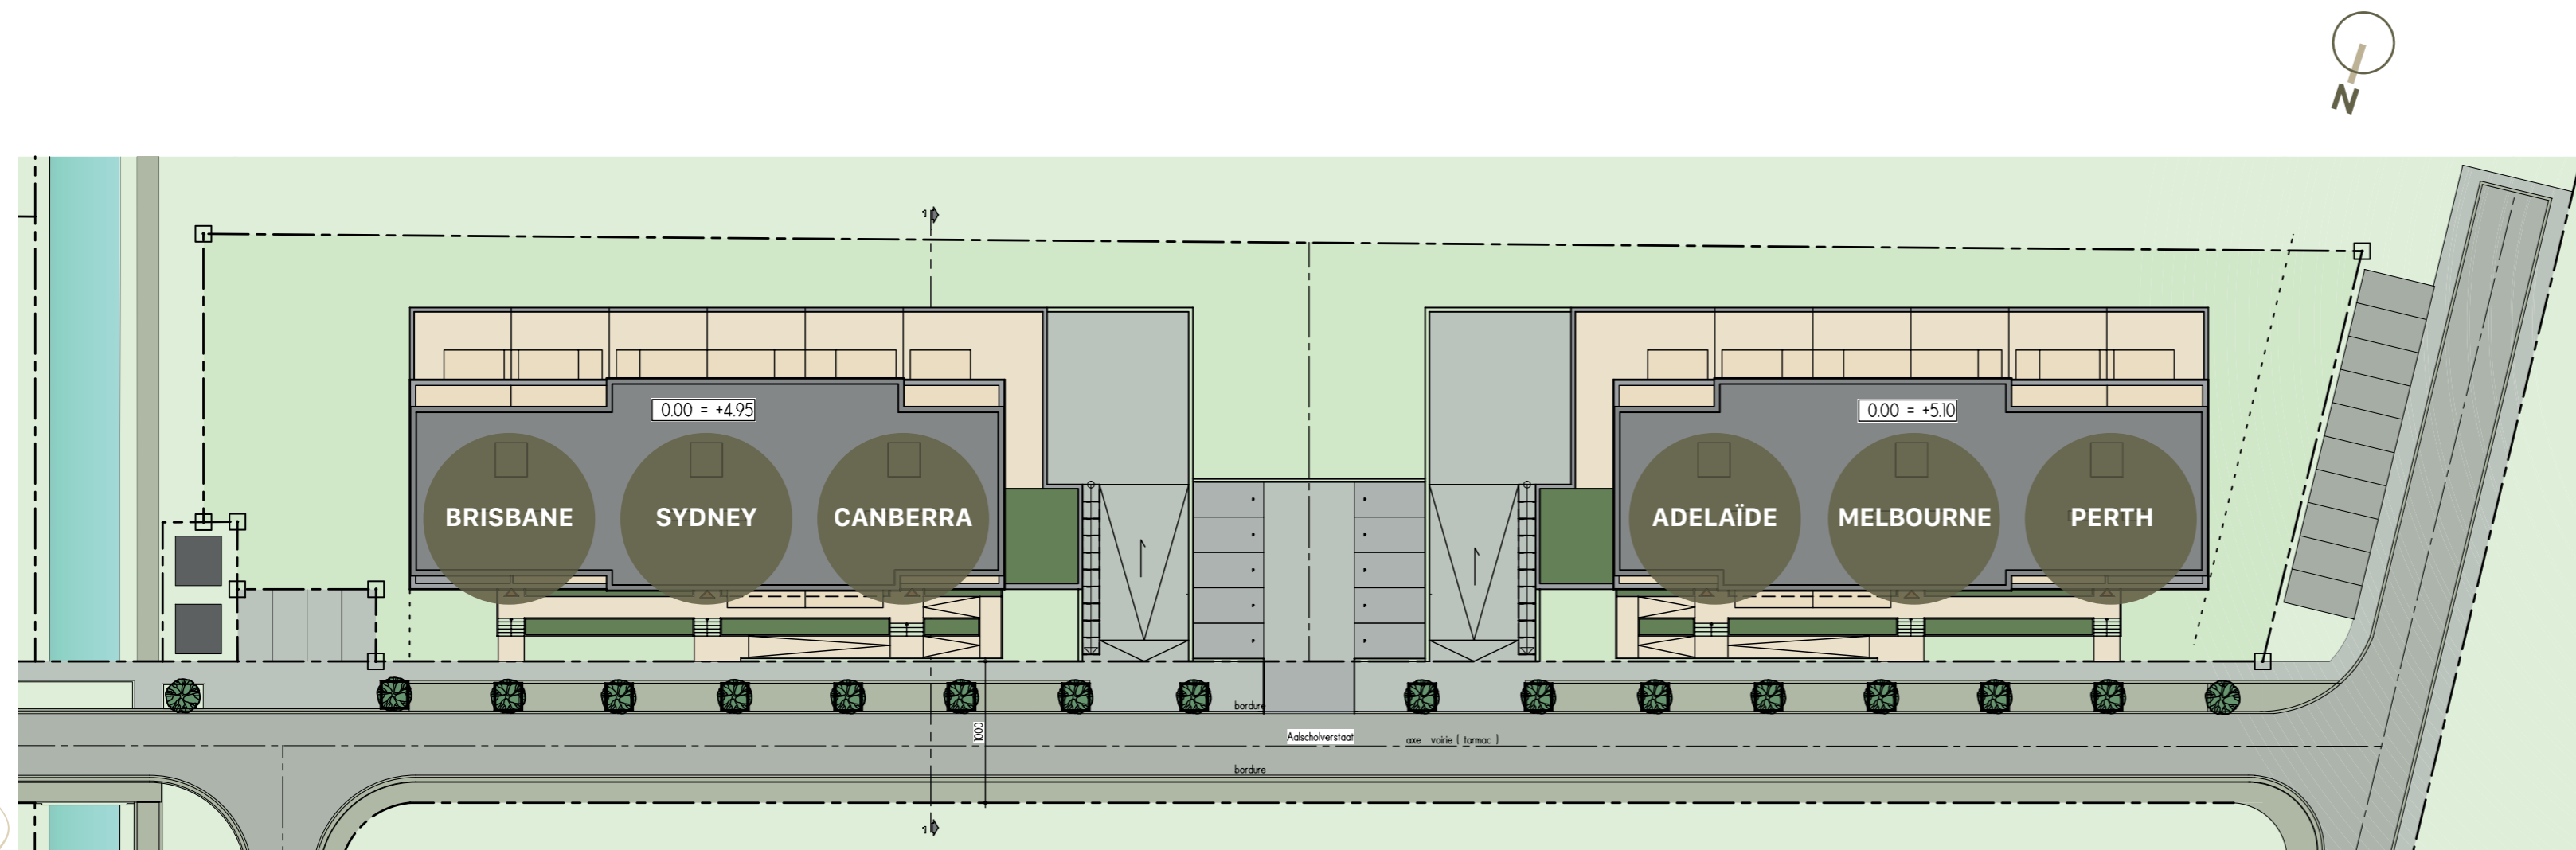 N
1
0.00 = +4.95
0.00 = +5.10
BRISBANE
SYDNEY
CANBERRA
ADELAÏDE
MELBOURNE
PERTH
bordure
1000
Aalscholverstaat
axe voirie ( tarmac )
bordure
1